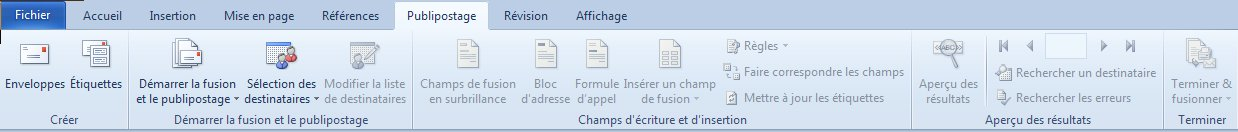 Fichier Accueil Insertion Mise en page Références Publipostage Révision Affichage
Enveloppes Étiquettes
Créer
Démarrer la fusion
et le publipostage
Sélection des
destinataires
Modifier la liste
de destinataires
Démarrer la fusion et le publipostage
Champs de fusion
en surbrillance
Bloc
d'adresse
Formule
d'appel
Insérer un champ
de fusion
Règles
Faire correspondre les champs
Mettre à jour les étiquettes
Champs d'écriture et d'insertion
ABC
Aperçu des
résultats
Rechercher un destinataire
Rechercher les erreurs
Aperçu des résultats
Terminer &
fusionner
Terminer